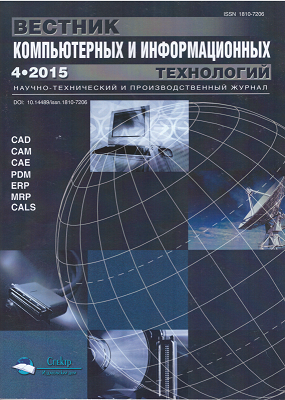 ISSN 1810-7206
ВЕСТНИК
КОМПЬЮТЕРНЫХ И ИНФОРМАЦИОННЫХ
4•2015 ТЕХНОЛОГИЙ
НАУЧНО-ТЕХНИЧЕСКИЙ И ПРОИЗВОДСТВЕННЫЙ ЖУРНАЛ
DOI: 10.14489/issn.1810-7206
CAD
CAM
CAE
PDM
ERP
MRP
CALS